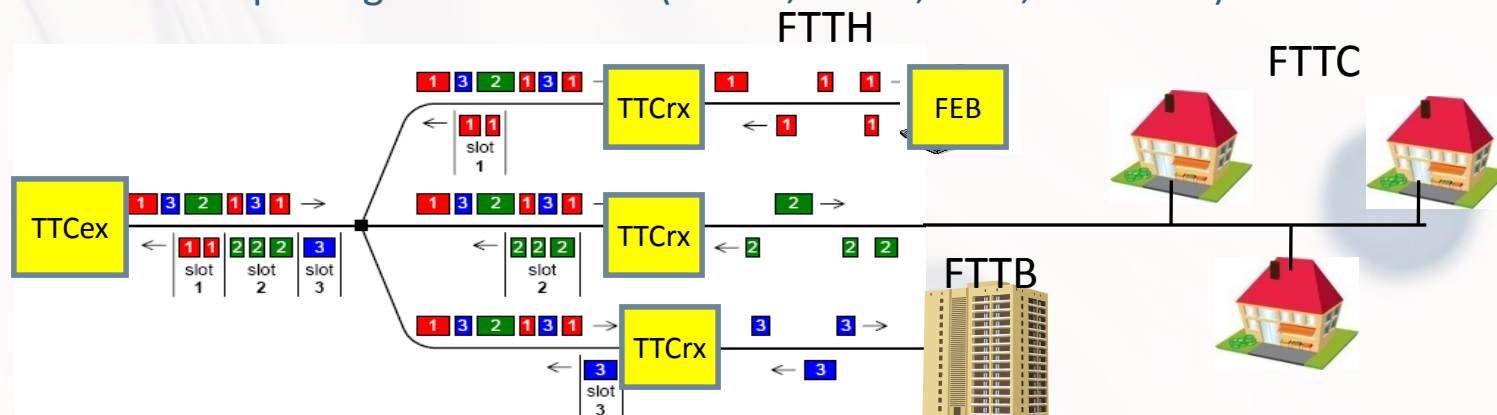 FTTH
FTTC
1 3 2 1 3 1
TTCrx
1 1 1
FEB
1 1
slot
1
1 1
TTCex
1 3 2 1 3 1
1 3 2 1 3 1
TTCrx
2
1 1 2 2 2 3
slot slot slot
1 2 3
2 2 2
slot
2
2 2 2
FTTB
1 3 2 1 3 1
TTCrx
3 3
3
slot
3
3